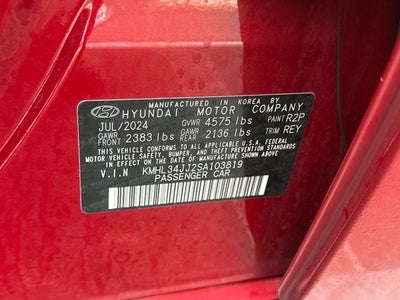 MANUFACTURED IN KOREA BY
HYUNDAI MOTOR COMPANY
JUL/2024 GVWR 4575 lbs PAINT R2P
GAWR FRONT 2383 lbs GAWR REAR 2136 lbs TRIM REY
THIS VEHICLE CONFORMS TO ALL APPLICABLE U.S.A. FEDERAL
MOTOR VEHICLE SAFETY, BUMPER, AND THEFT PREVENTION STANDARDS
IN EFFECT ON THE DATE OF MANUFACTURE SHOWN ABOVE.
V.I.N KMHL34JJ2SA103819
PASSENGER CAR